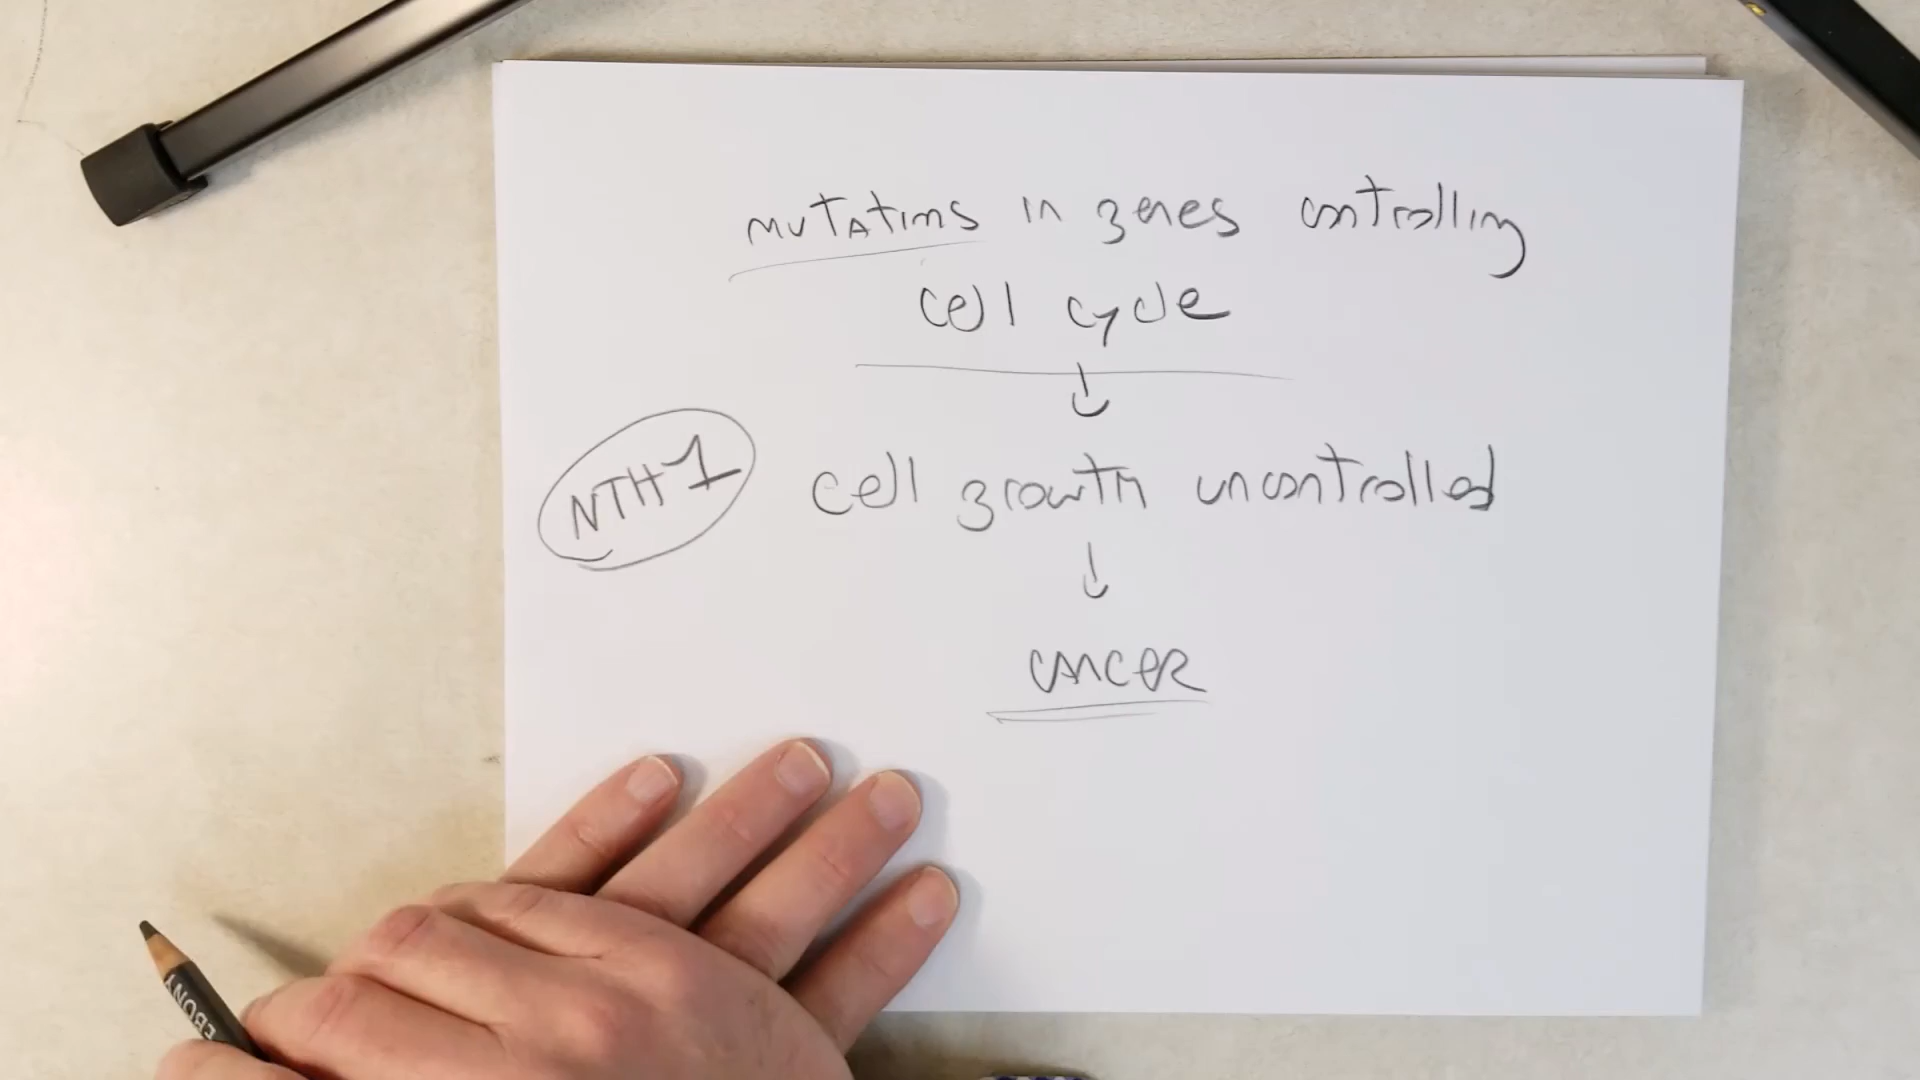 mutations in genes controlling
cell cycle
NTH1
cell growth uncontrolled
cancer
EBONY